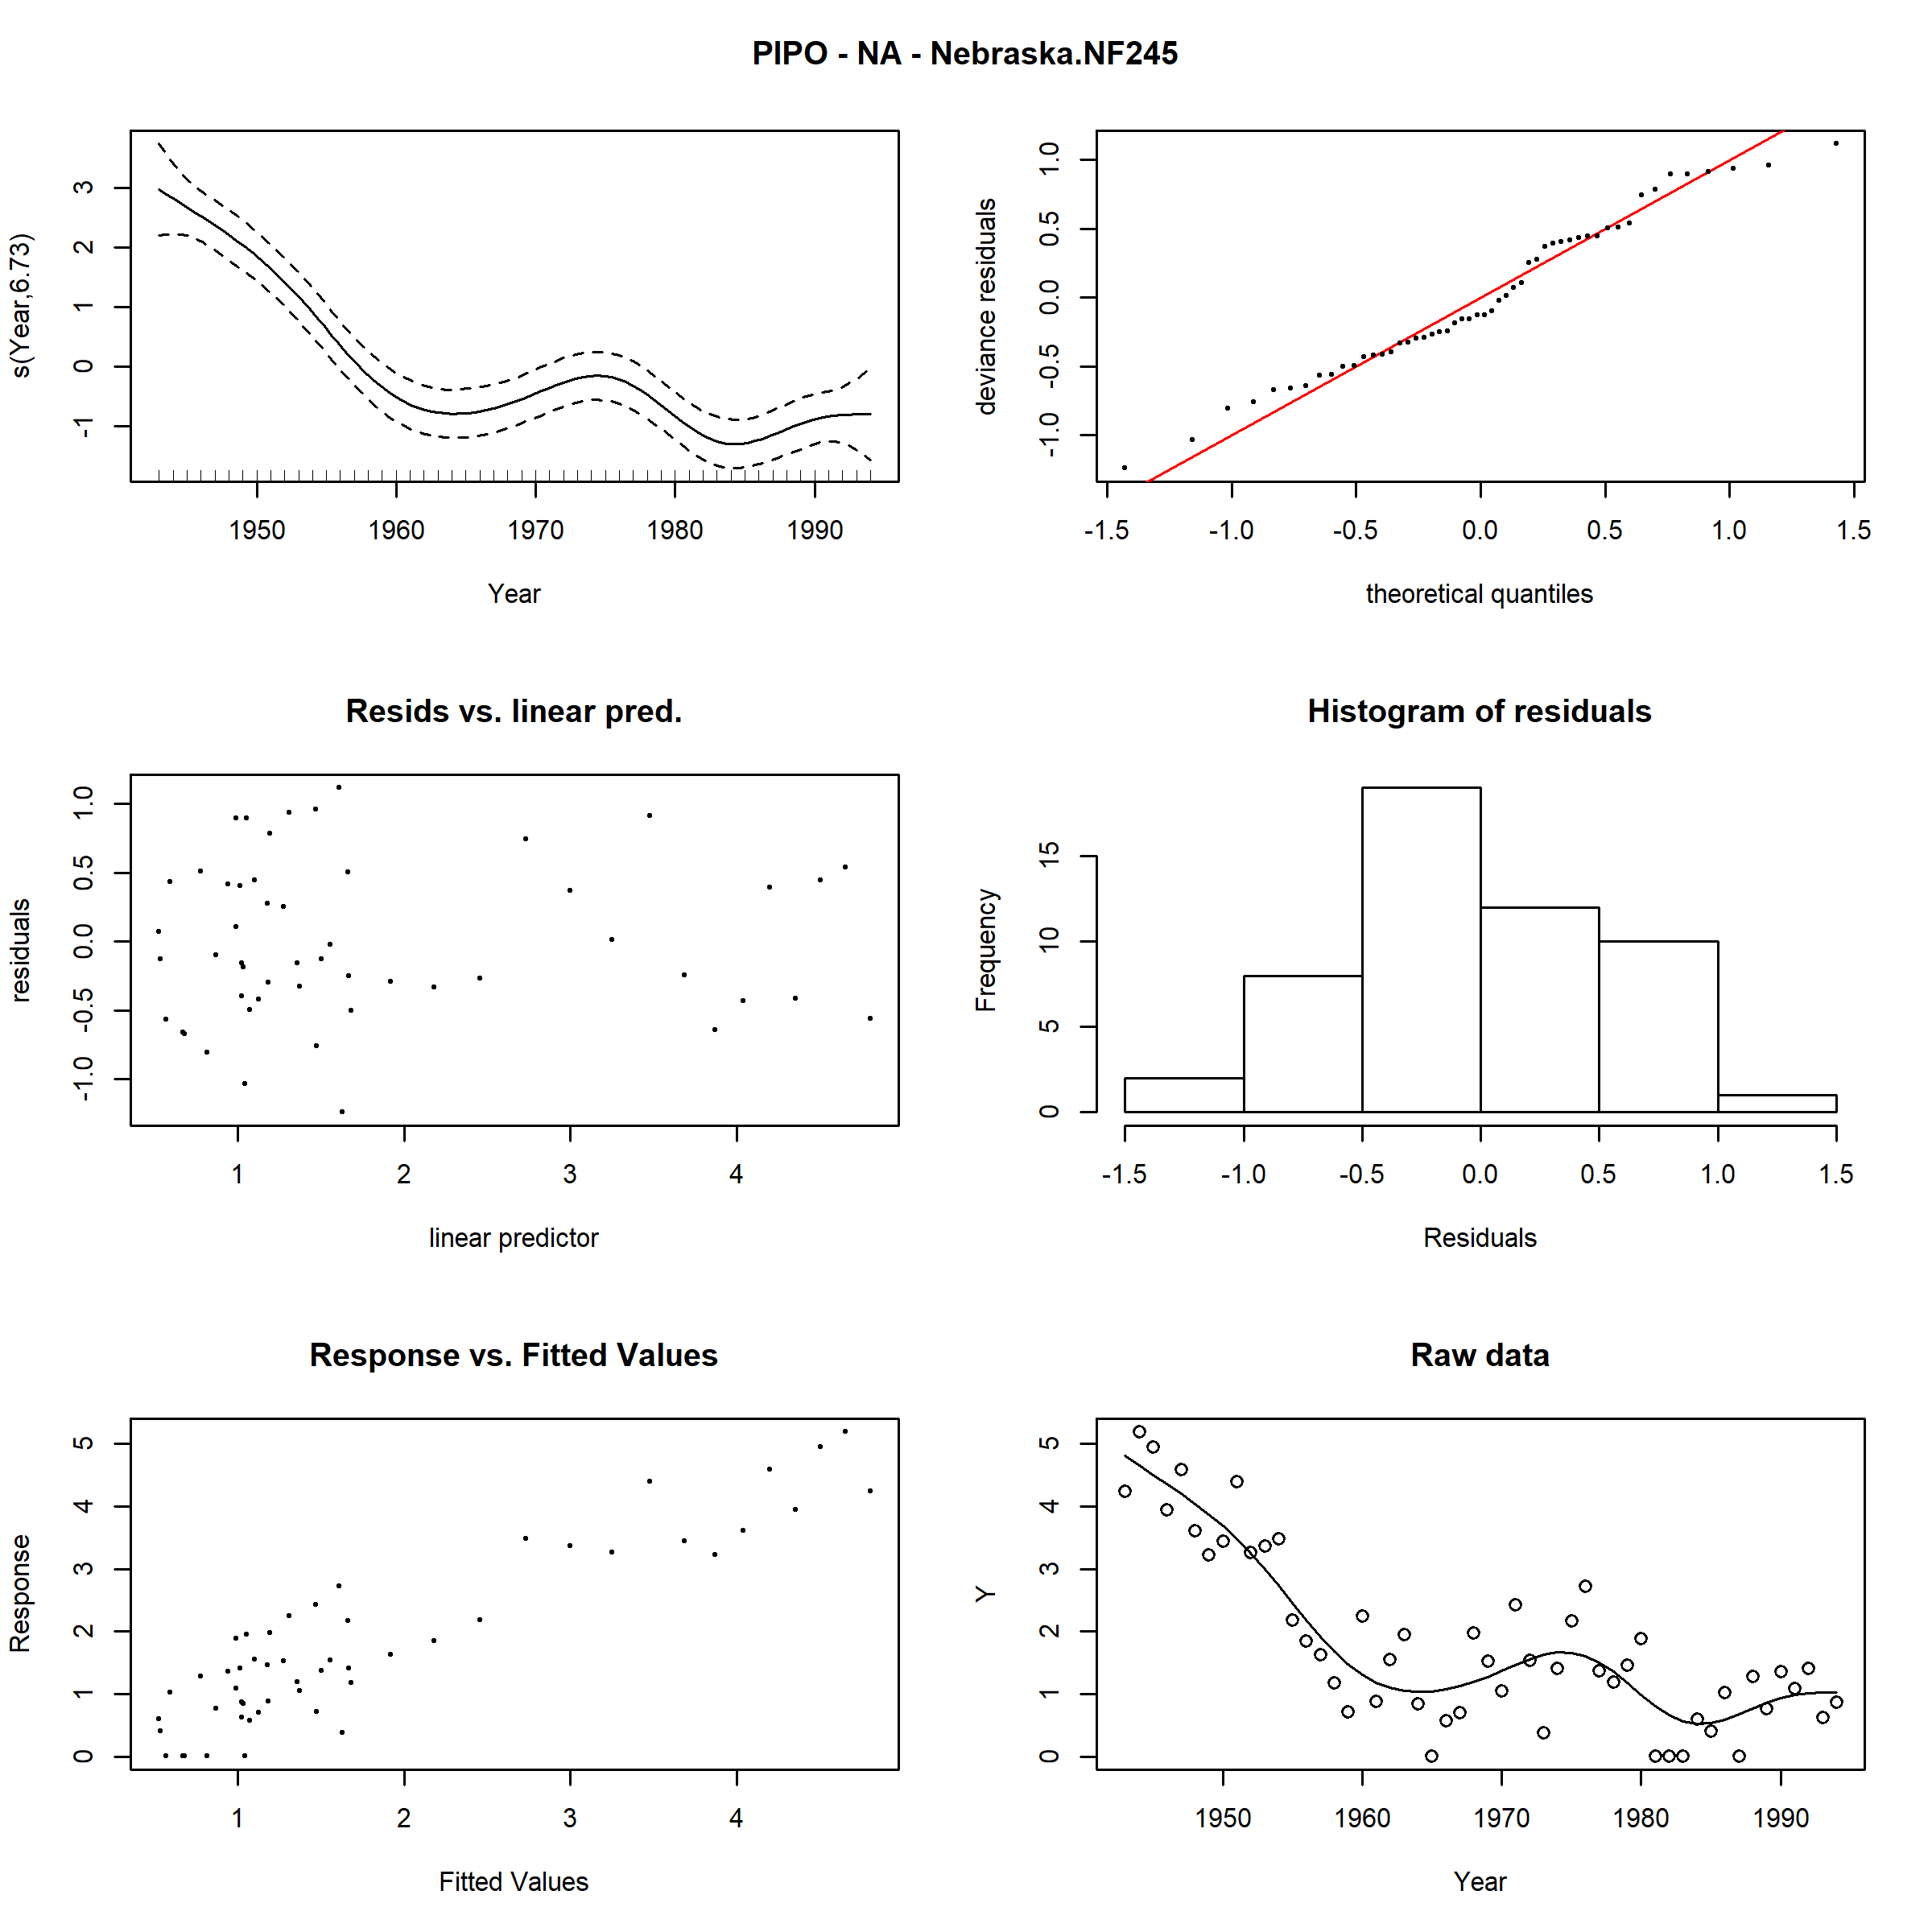 PIPO - NA - Nebraska.NF245
s(Year,6.73)
3
2
1
0
-1
1950 1960 1970 1980 1990
Year
deviance residuals
1.0
0.5
0.0
-0.5
-1.0
-1.5 -1.0 -0.5 0.0 0.5 1.0 1.5
theoretical quantiles
Resids vs. linear pred.
residuals
1.0
0.5
0.0
-0.5
-1.0
1 2 3 4
linear predictor
Histogram of residuals
Frequency
15
10
5
0
-1.5 -1.0 -0.5 0.0 0.5 1.0 1.5
Residuals
Response vs. Fitted Values
Response
5
4
3
2
1
0
1 2 3 4
Fitted Values
Raw data
Y
5
4
3
2
1
0
1950 1960 1970 1980 1990
Year